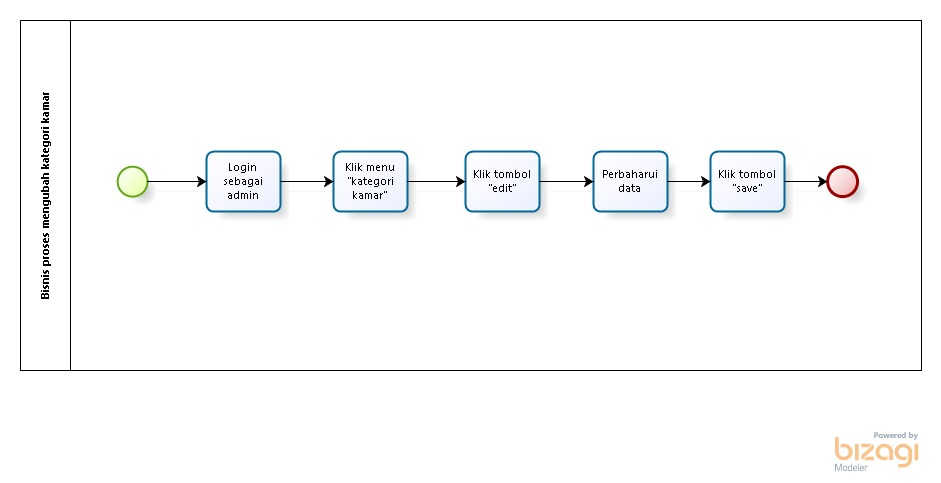 Bisnis proses mengubah kategori kamar
Login
sebagai
admin
Klik menu
"kategori
kamar"
Klik tombol
"edit"
Perbaharui
data
Klik tombol
"save"
Powered by
bizagi
Modeler